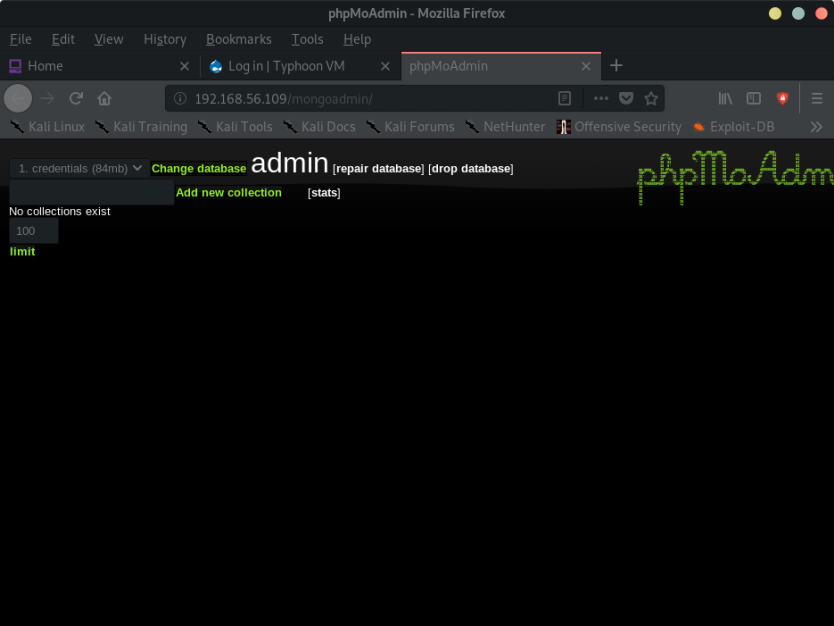 phpMoAdmin - Mozilla Firefox
File Edit View History Bookmarks Tools Help
Home Log in | Typhoon VM phpMoAdmin
192.168.56.109/mongoadmin/
Kali Linux Kali Training Kali Tools Kali Docs Kali Forums NetHunter Offensive Security Exploit-DB
1. credentials (84mb) Change database admin [repair database] [drop database]
phpMoAdm
Add new collection [stats]
No collections exist
100
limit